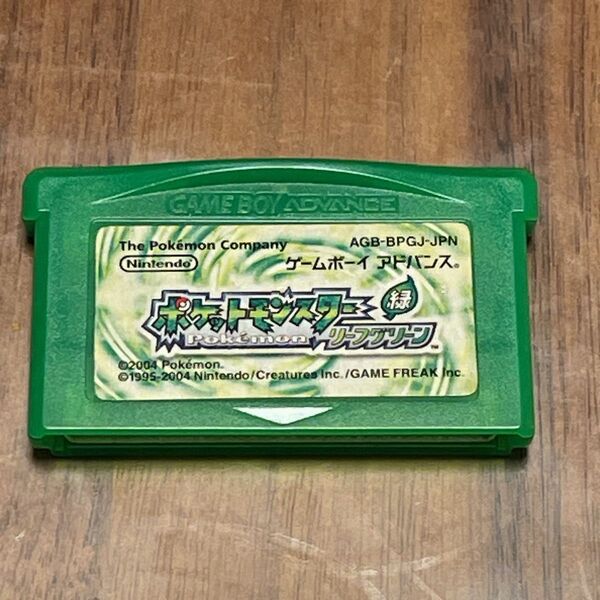 GAME BOY ADVANCE
The Pokémon Company AGB-BPGJ-JPN
Nintendo ゲームボーイ アドバンス®
ポケットモンスター 緑
Pokémon リーフグリーン™
©2004 Pokémon.
©1995-2004 Nintendo/Creatures Inc./GAME FREAK Inc.